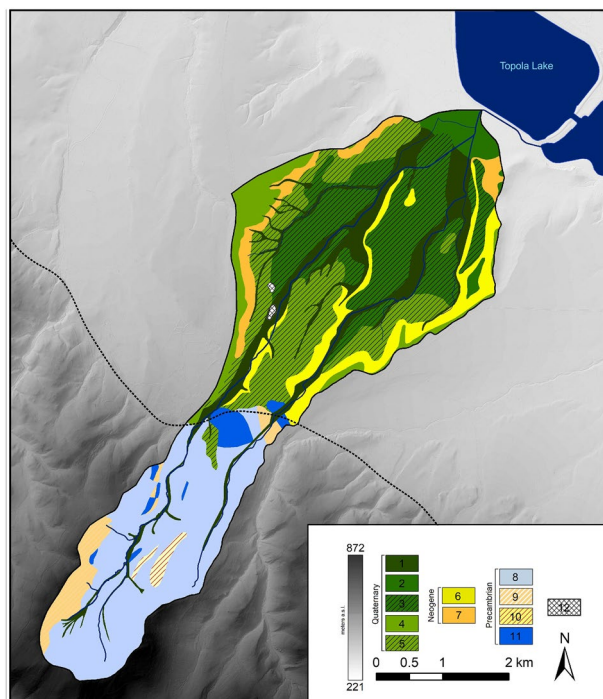 Topola Lake
872
meters a.s.l.
221
Quaternary
1
2
3
4
5
Neogene
6
7
Precambrian
8
9
10
11
12
N
0 0.5 1 2 km